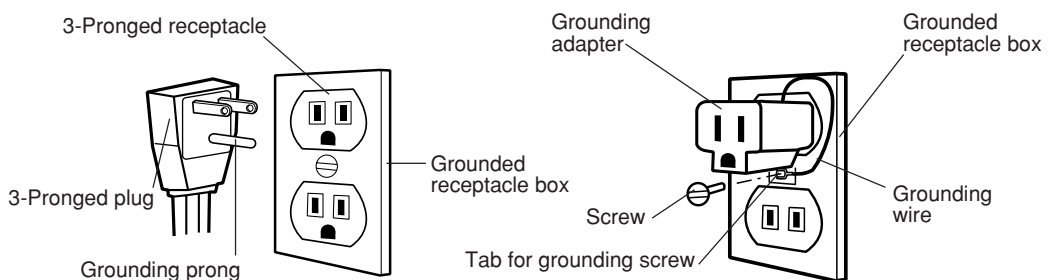 3-Pronged receptacle
3-Pronged plug
Grounding prong
Grounded
receptacle box
Grounding
adapter
Grounded
receptacle box
Screw
Grounding
wire
Tab for grounding screw